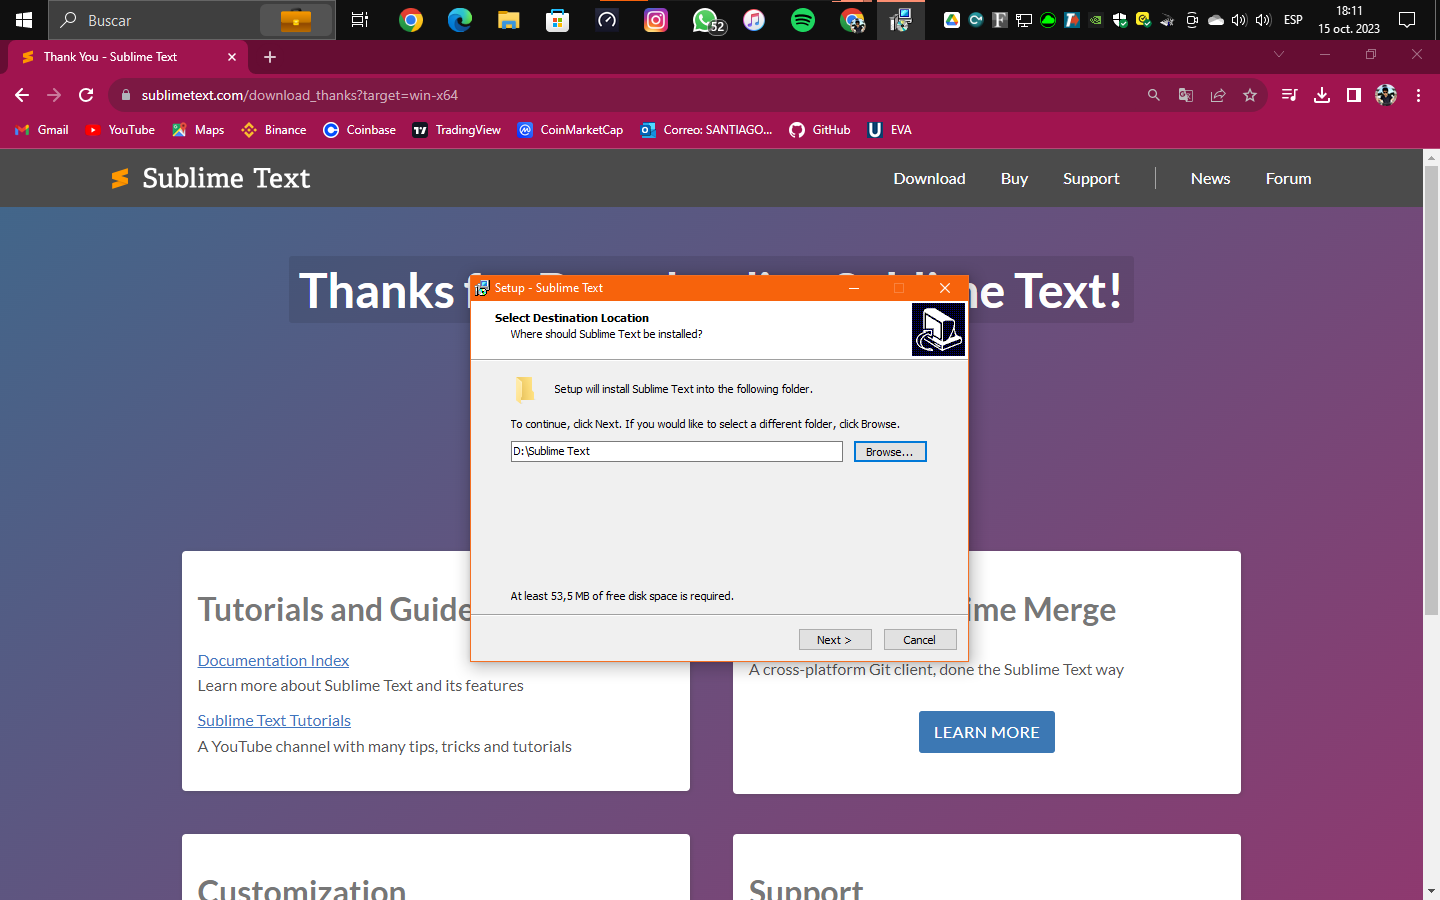 Buscar
52
ESP
18:11
15 oct. 2023
Thank You - Sublime Text
sublimetext.com/download_thanks?target=win-x64
Gmail
YouTube
Maps
Binance
Coinbase
TradingView
CoinMarketCap
Correo: SANTIAGO...
GitHub
EVA
Sublime Text
Download
Buy
Support
News
Forum
Thanks
e Text!
Setup - Sublime Text
Select Destination Location
Where should Sublime Text be installed?
Setup will install Sublime Text into the following folder.
To continue, click Next. If you would like to select a different folder, click Browse.
D:\Sublime Text
Browse...
At least 53,5 MB of free disk space is required.
Next >
Cancel
Tutorials and Guide
Documentation Index
Learn more about Sublime Text and its features
Sublime Text Tutorials
A YouTube channel with many tips, tricks and tutorials
ime Merge
A cross-platform Git client, done the Sublime Text way
LEARN MORE
Customization
Support